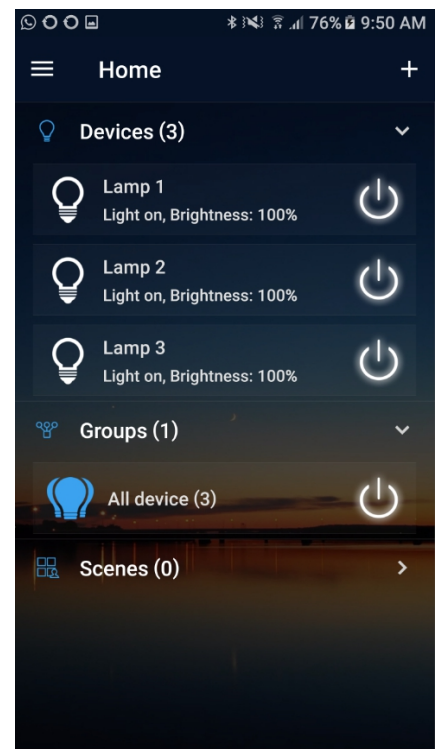 76% 9:50 AM
Home
Devices (3)
Lamp 1
Light on, Brightness: 100%
Lamp 2
Light on, Brightness: 100%
Lamp 3
Light on, Brightness: 100%
Groups (1)
All device (3)
Scenes (0)